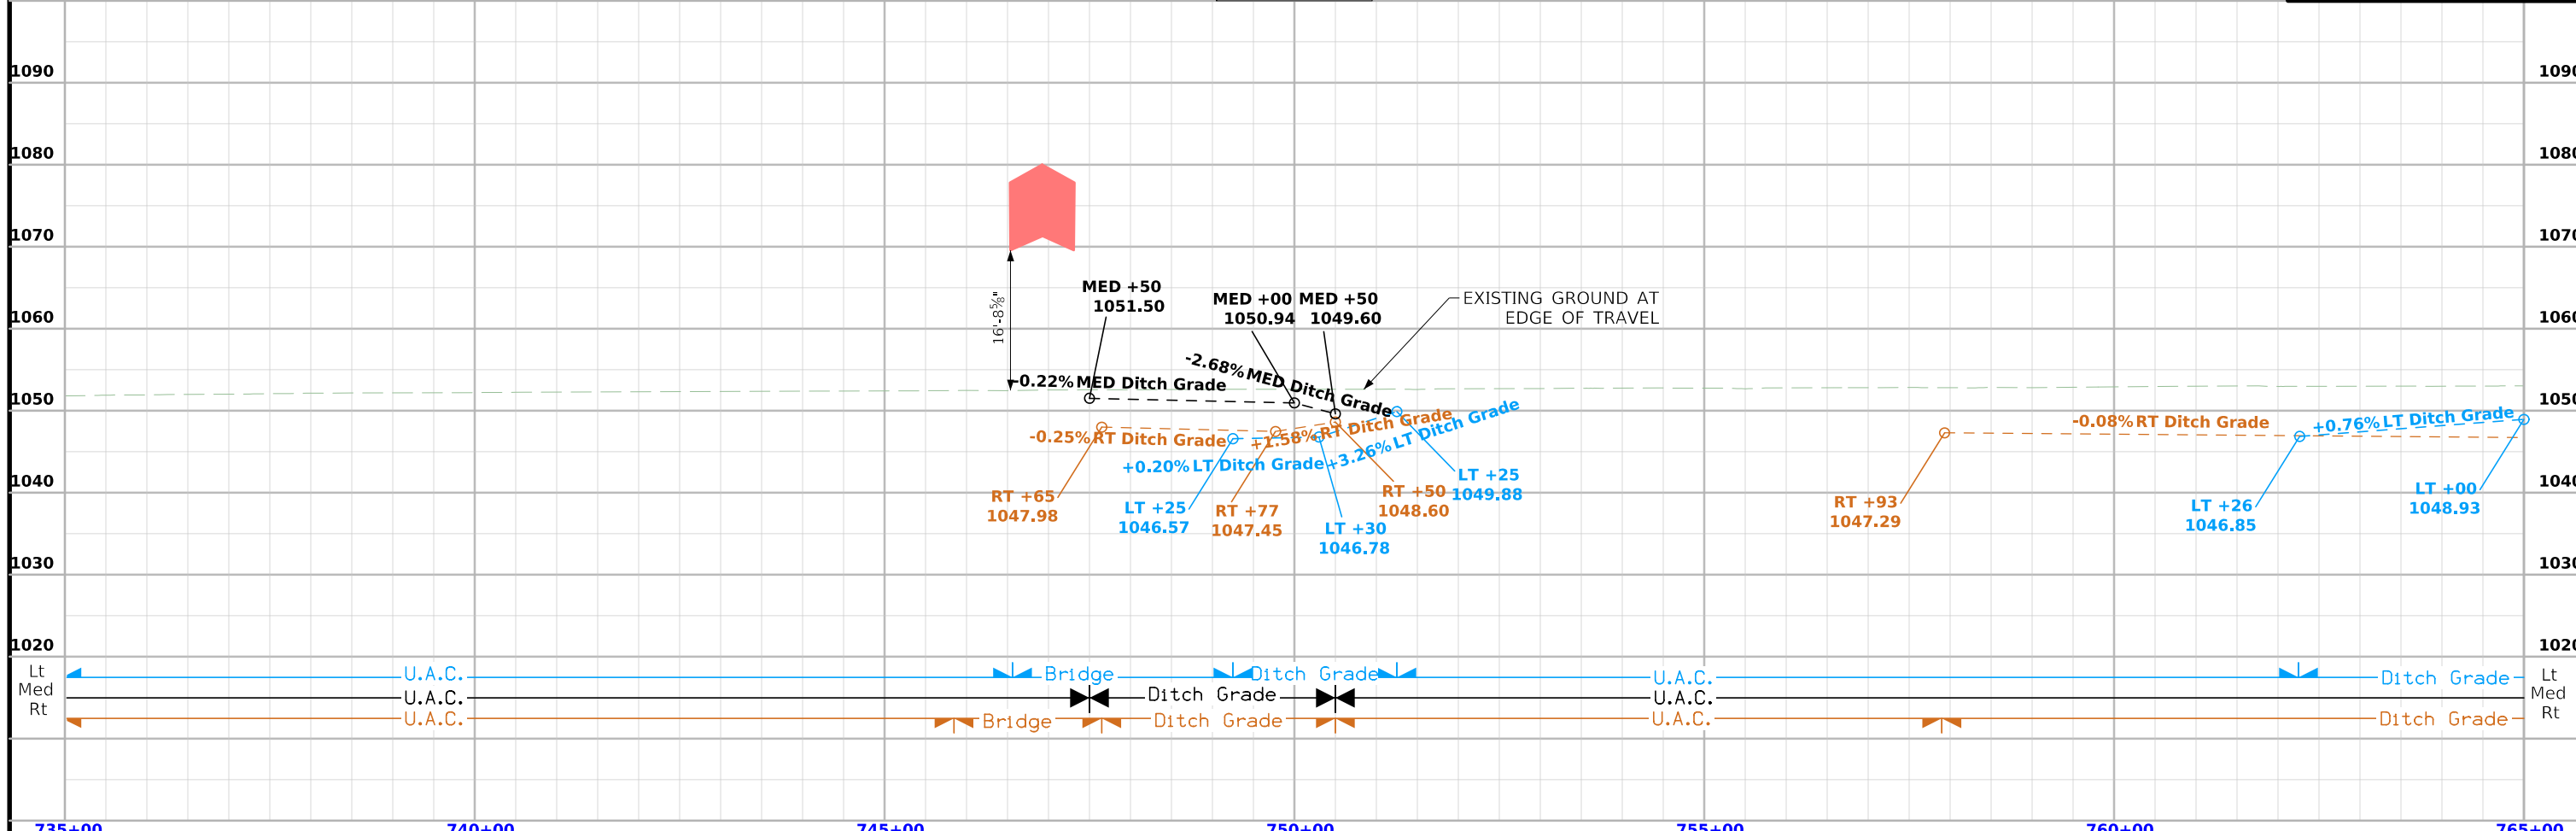 1090 1090
1080 1080
1070 1070
1060 1060
1050 1050
1040 1040
1030 1030
1020 1020
16'-8⅝"
MED +50
1051.50
MED +00
1050.94
MED +50
1049.60
EXISTING GROUND AT
EDGE OF TRAVEL
-0.22% MED Ditch Grade
-2.68% MED Ditch Grade
-0.25% RT Ditch Grade
+1.58% RT Ditch Grade
+0.20% LT Ditch Grade
+3.26% LT Ditch Grade
-0.08% RT Ditch Grade
+0.76% LT Ditch Grade
RT +65
1047.98
LT +25
1046.57
RT +77
1047.45
LT +30
1046.78
RT +50
1048.60
LT +25
1049.88
RT +93
1047.29
LT +26
1046.85
LT +00
1048.93
Lt U.A.C. Bridge Ditch Grade U.A.C. Ditch Grade Lt
Med U.A.C. Ditch Grade U.A.C. Med
Rt U.A.C. Bridge Ditch Grade U.A.C. Ditch Grade Rt
735+00 740+00 745+00 750+00 755+00 760+00 765+00